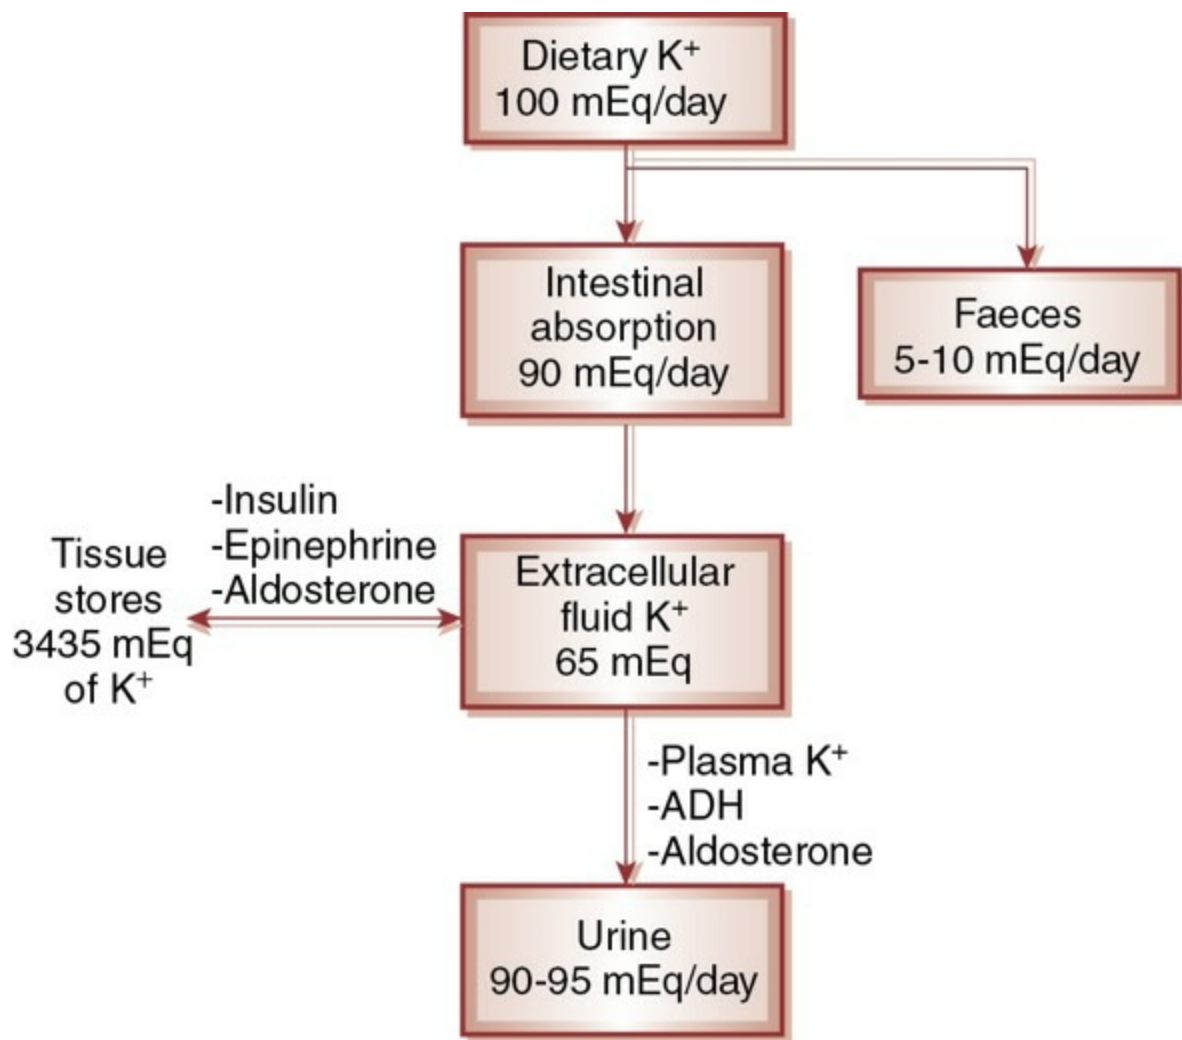 Dietary K⁺
100 mEq/day
Intestinal
absorption
90 mEq/day
Faeces
5-10 mEq/day
-Insulin
-Epinephrine
-Aldosterone
Tissue
stores
3435 mEq
of K⁺
Extracellular
fluid K⁺
65 mEq
-Plasma K⁺
-ADH
-Aldosterone
Urine
90-95 mEq/day